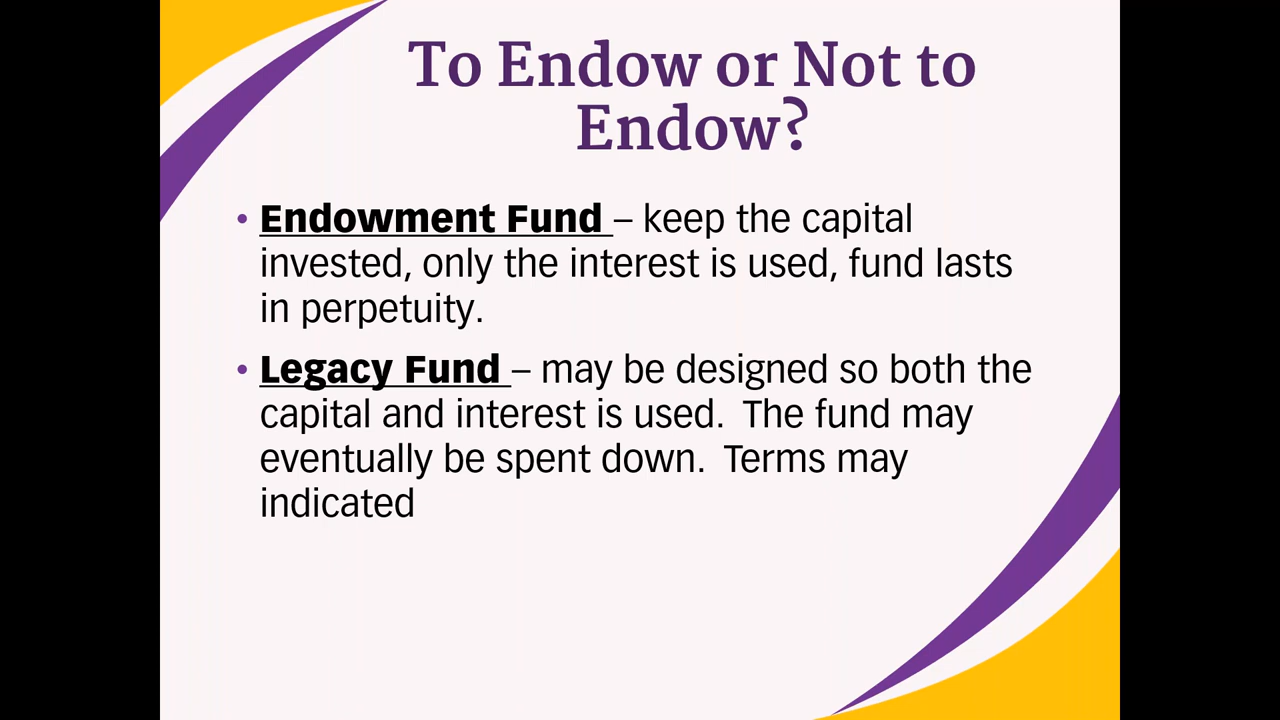 To Endow or Not to
Endow?
• Endowment Fund – keep the capital
invested, only the interest is used, fund lasts
in perpetuity.
• Legacy Fund – may be designed so both the
capital and interest is used.  The fund may
eventually be spent down.  Terms may
indicated